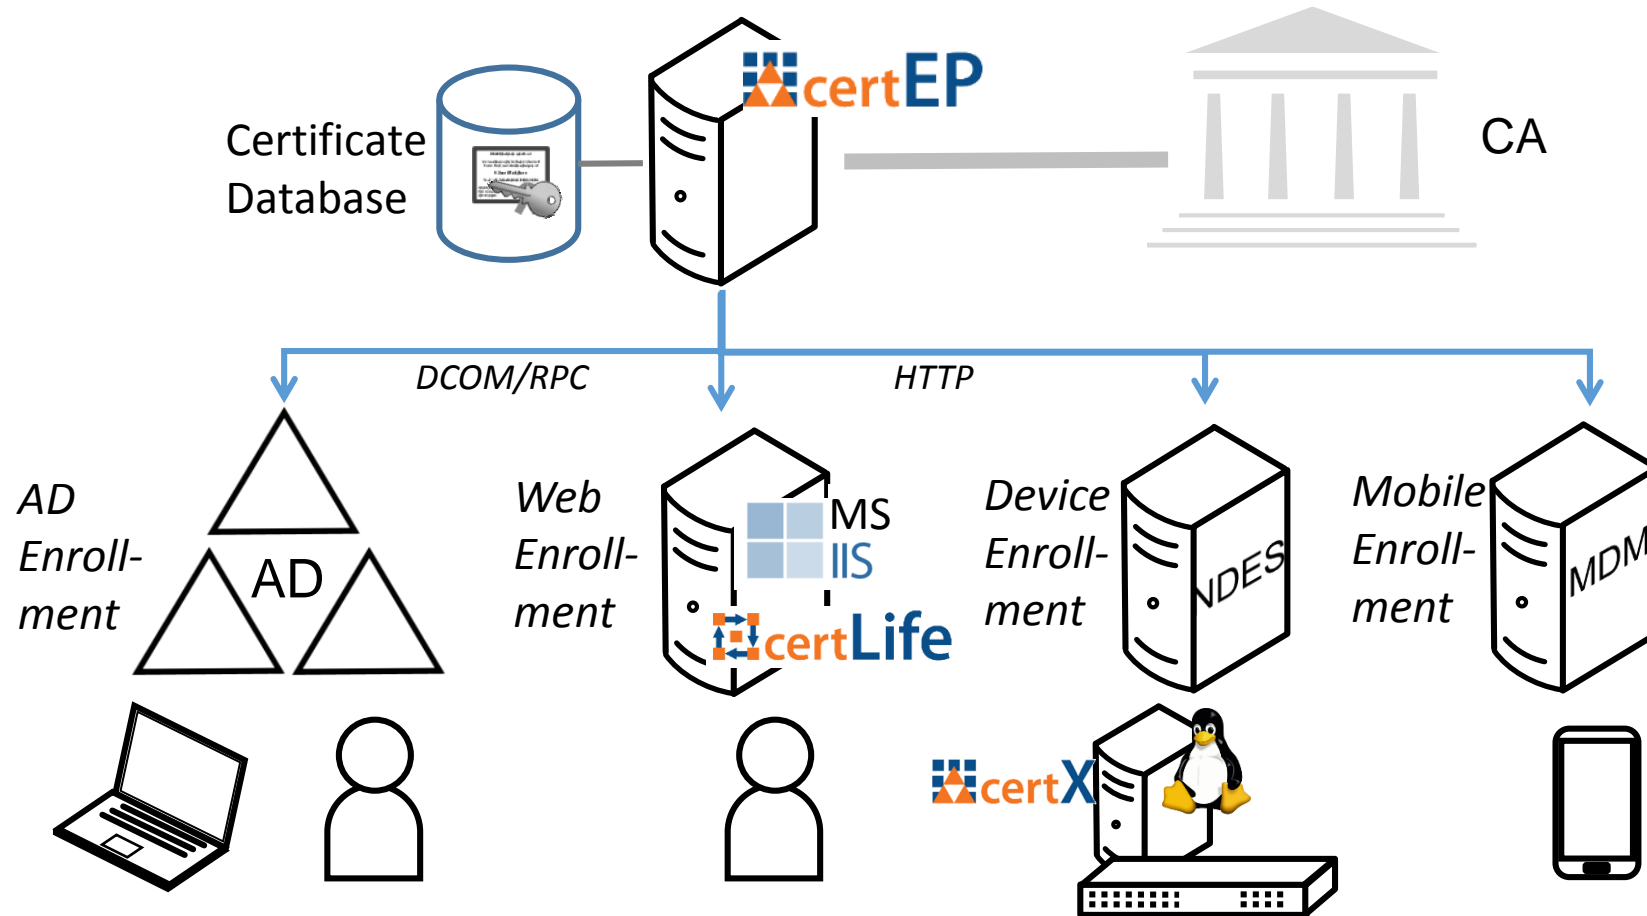 certEP
Certificate
Database
CA
DCOM/RPC
HTTP
AD
Enroll-
ment
AD
Web
Enroll-
ment
MS
IIS
certLife
Device
Enroll-
ment
NDES
Mobile
Enroll-
ment
MDM
certX